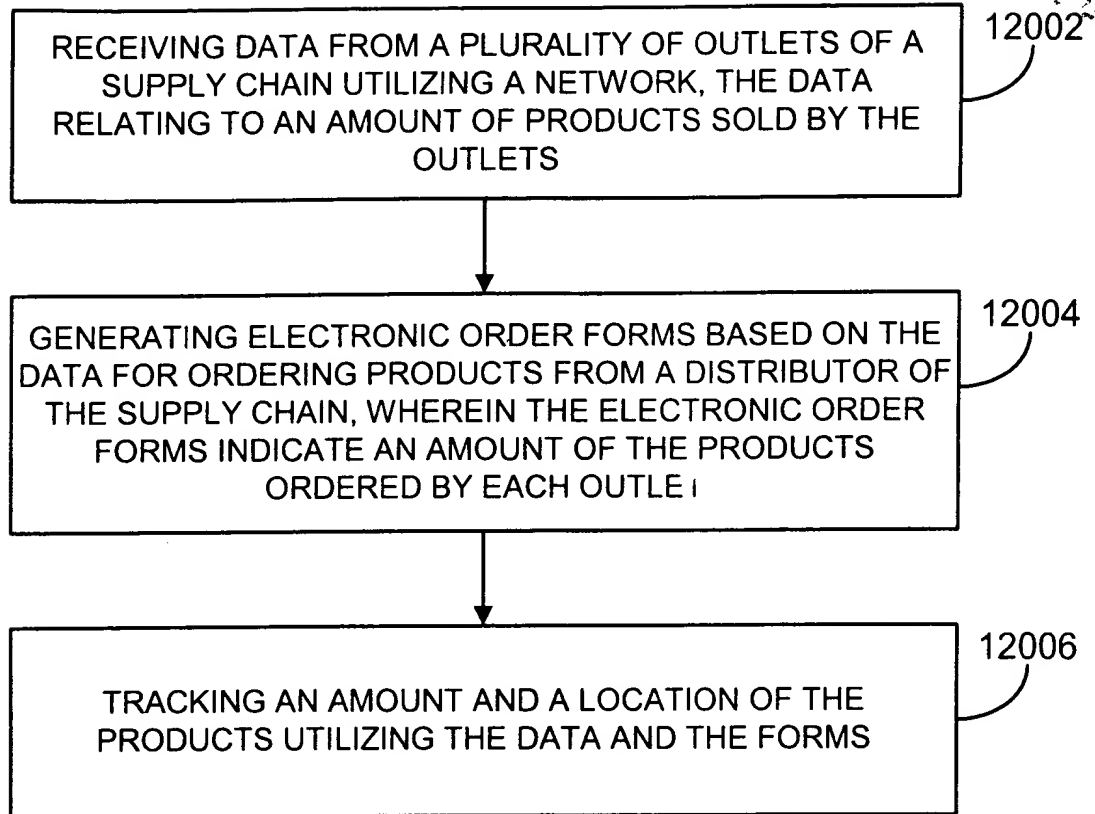 RECEIVING DATA FROM A PLURALITY OF OUTLETS OF A
SUPPLY CHAIN UTILIZING A NETWORK, THE DATA
RELATING TO AN AMOUNT OF PRODUCTS SOLD BY THE
OUTLETS
12002
GENERATING ELECTRONIC ORDER FORMS BASED ON THE
DATA FOR ORDERING PRODUCTS FROM A DISTRIBUTOR OF
THE SUPPLY CHAIN, WHEREIN THE ELECTRONIC ORDER
FORMS INDICATE AN AMOUNT OF THE PRODUCTS
ORDERED BY EACH OUTLET
12004
TRACKING AN AMOUNT AND A LOCATION OF THE
PRODUCTS UTILIZING THE DATA AND THE FORMS
12006